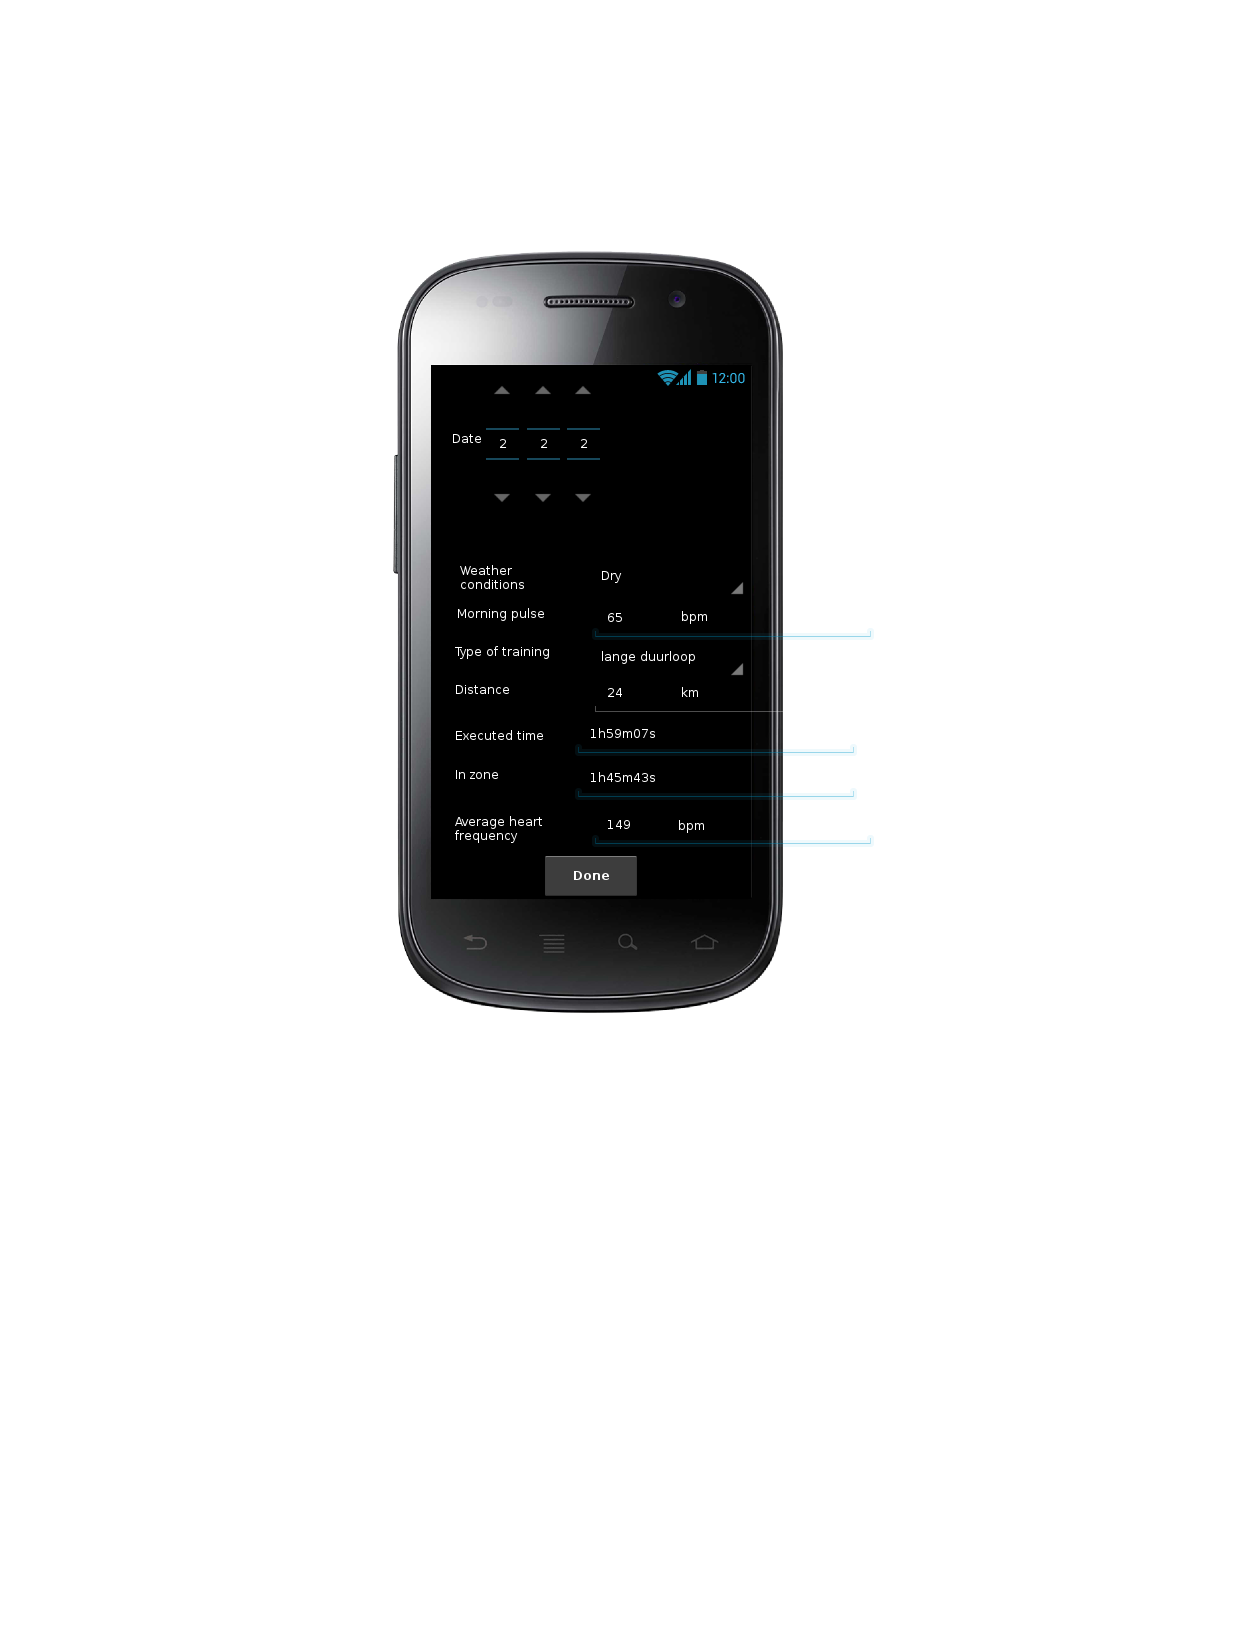 12:00
Date 2 2 2
Weather
conditions
Dry
Morning pulse 65 bpm
Type of training lange duurloop
Distance 24 km
Executed time 1h59m07s
In zone 1h45m43s
Average heart
frequency
149 bpm
Done